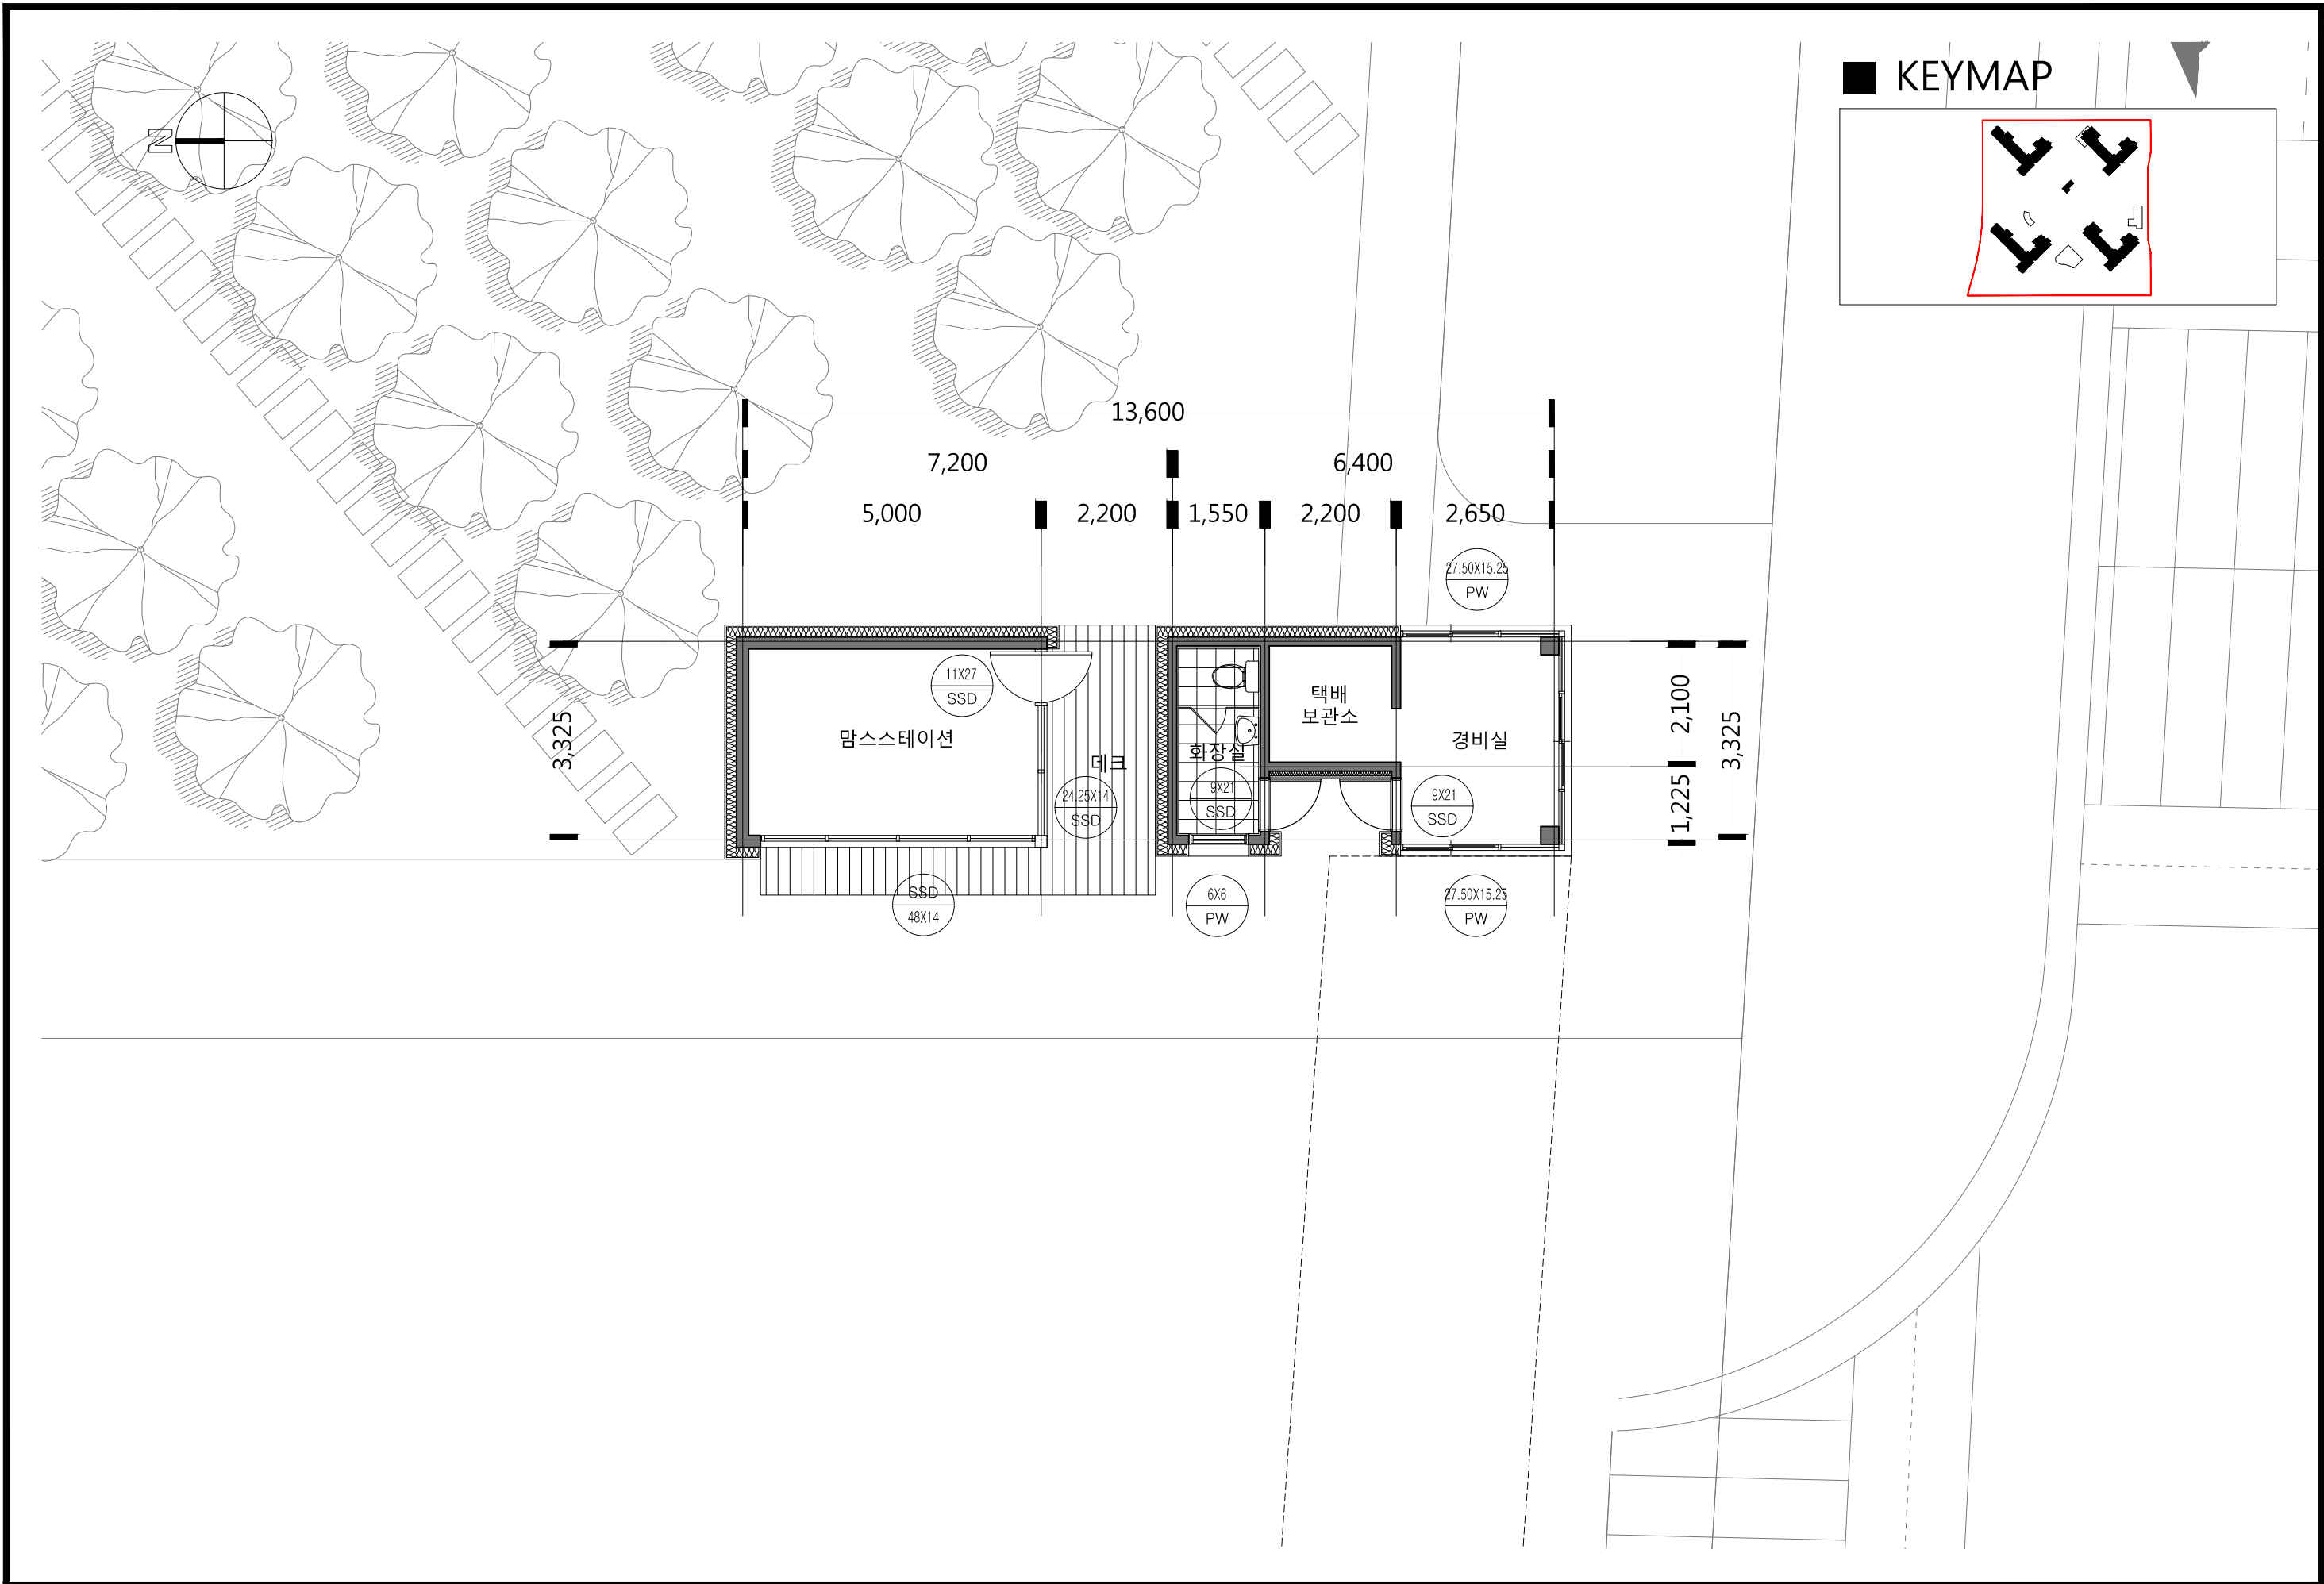 KEYMAP
N
13,600
7,200
6,400
5,000
2,200
1,550
2,200
2,650
27.50X15.25
PW
11X27
SSD
맘스스테이션
데크
24.25X14
SSD
화장실
9X21
SSD
택배
보관소
경비실
9X21
SSD
3,325
2,100
1,225
3,325
SSD
48X14
6X6
PW
27.50X15.25
PW